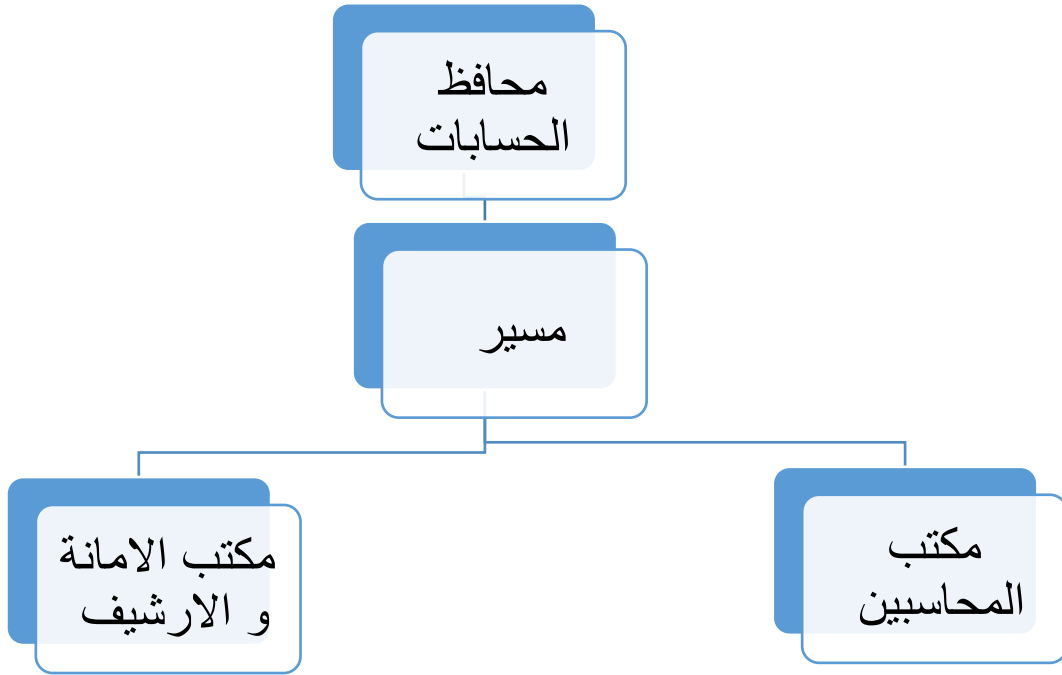 محافظ
الحسابات
مسير
مكتب
المحاسبين
مكتب الامانة
و الارشيف